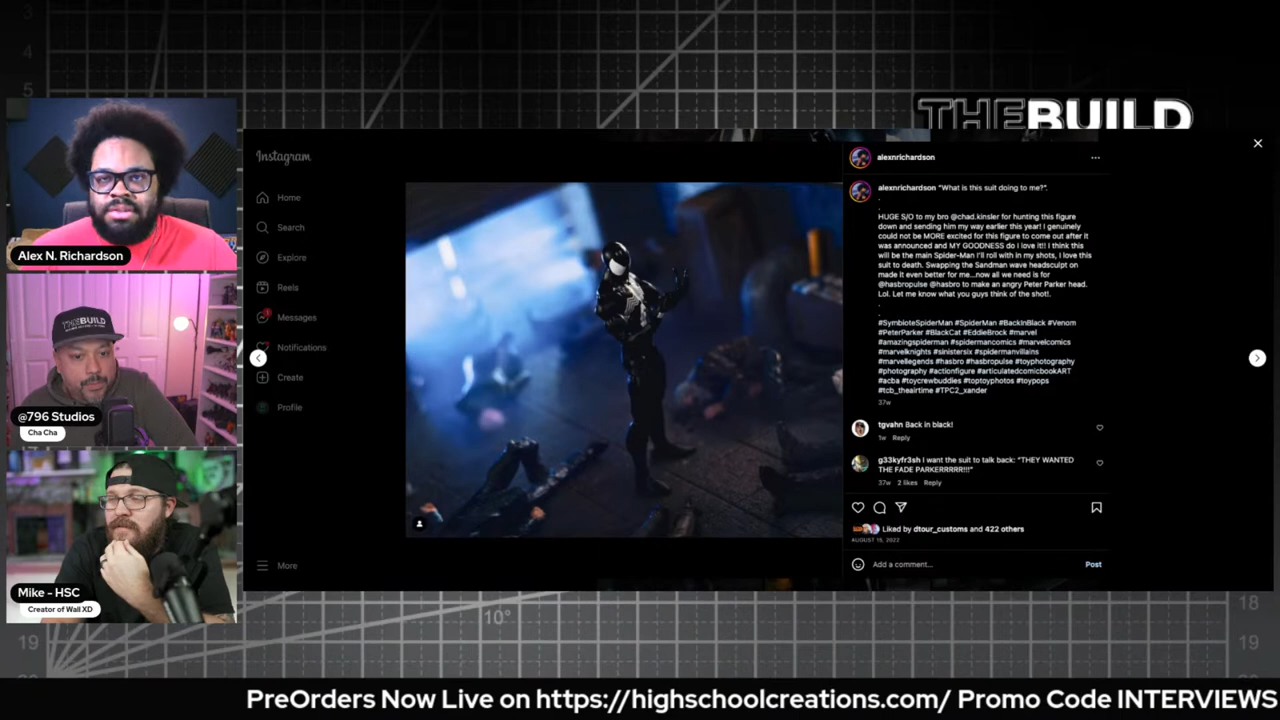 3
4
5
THEBUILD
Alex N. Richardson
THEBUILD
@796 Studios
Cha Cha
Mike - HSC
Creator of Wall XD
Instagram
Home
Search
Explore
Reels
Messages
Notifications
Create
Profile
More
alexnrichardson
alexnrichardson "What is this suit doing to me?".
.
.
HUGE S/O to my bro @chad.kinsler for hunting this figure
down and sending him my way earlier this year! I genuinely
could not be MORE excited for this figure to come out after it
was announced and MY GOODNESS do I love it!! I think this
will be the main Spider-Man I'll roll with in my shots, I love this
suit to death. Swapping the Sandman wave headsculpt on
made it even better for me...now all we need is for
@hasbropulse @hasbro to make an angry Peter Parker head.
Lol. Let me know what you guys think of the shot!.
.
.
#SymbioteSpiderMan #SpiderMan #BackInBlack #Venom
#PeterParker #BlackCat #EddieBrock #marvel
#amazingspiderman #spidermancomics #marvelcomics
#marvelknights #sinistersix #spidermanvillains
#marvellegends #hasbro #hasbropulse #toyphotography
#photography #actionfigure #articulatedcomicbookART
#acba #toycrewbuddies #toptoyphotos #toypops
#tcb_theairtime #TPC2_xander
37w
tgvahn Back in black!
1w Reply
g33kyfr3sh I want the suit to talk back: "THEY WANTED
THE FADE PARKERRRRR!!!"
37w 2 likes Reply
Liked by dtour_customs and 422 others
AUGUST 15, 2022
Add a comment... Post
10°
18
19
19
PreOrders Now Live on https://highschoolcreations.com/ Promo Code INTERVIEWS